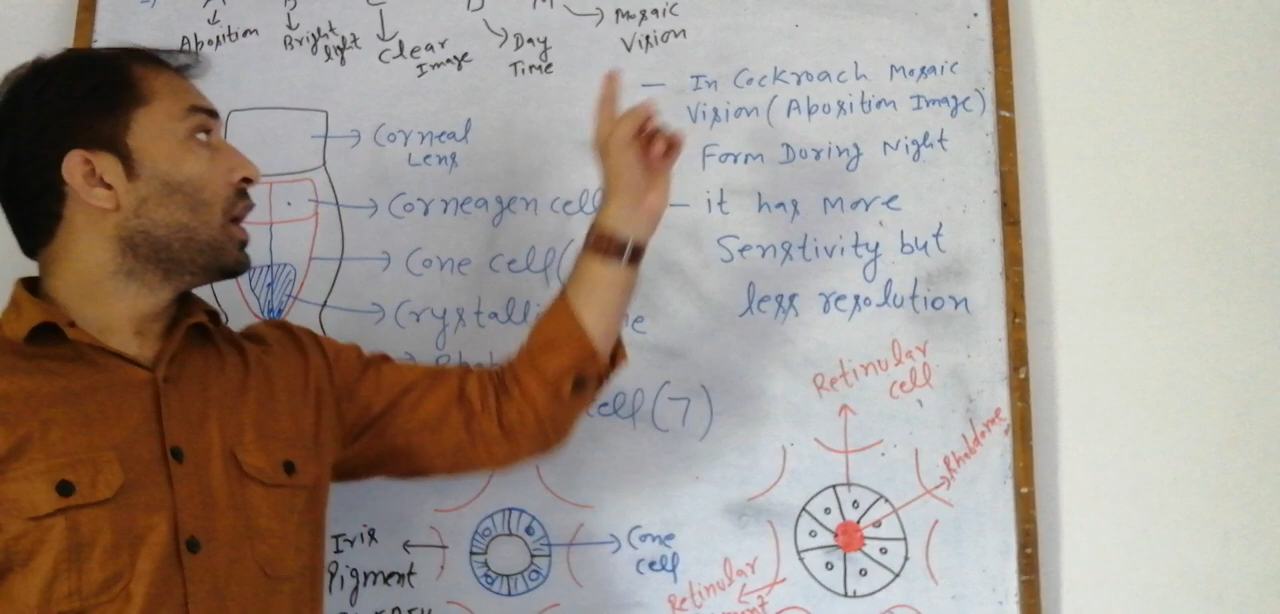 A B C D M
Aposition
Bright
light
Clear
Image
Day
Time
Mosaic
Vision
- In Cockroach Mosaic
Vision (Aposition Image)
Form During Night
- it has more
Senstivity but
less resolution
Corneal
Lens
Corneagen cell
Cone cell(
Crystalli
cell (7)
Retinular
cell
Rhabdome
Iris
Pigment
Cone
cell
Retinular